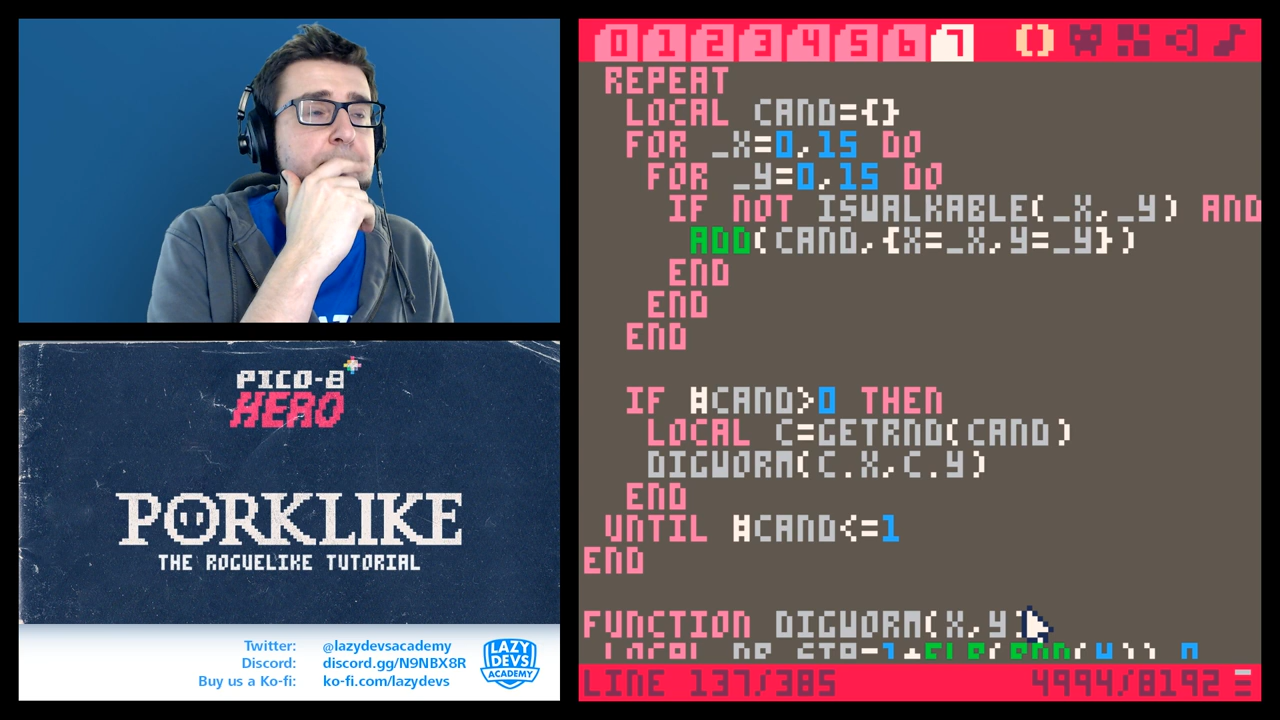 0 1 2 3 4 5 6 7 ()
REPEAT
LOCAL CAND={}
FOR _X=0,15 DO
FOR _Y=0,15 DO
IF NOT ISWALKABLE(_X,_Y) AND
ADD(CAND,{X=_X,Y=_Y})
END
END
END
IF #CAND>0 THEN
LOCAL C=GETRND(CAND)
DIGWORM(C.X,C.Y)
END
UNTIL #CAND<=1
END
FUNCTION DIGWORM(X,Y)
LINE 137/385 4994/8192
PICO-8
HERO
PORKLIKE
THE ROGUELIKE TUTORIAL
Twitter: @lazydevsacademy
Discord: discord.gg/N9NBX8R
Buy us a Ko-fi: ko-fi.com/lazydevs
LAZY
DEVS
ACADEMY